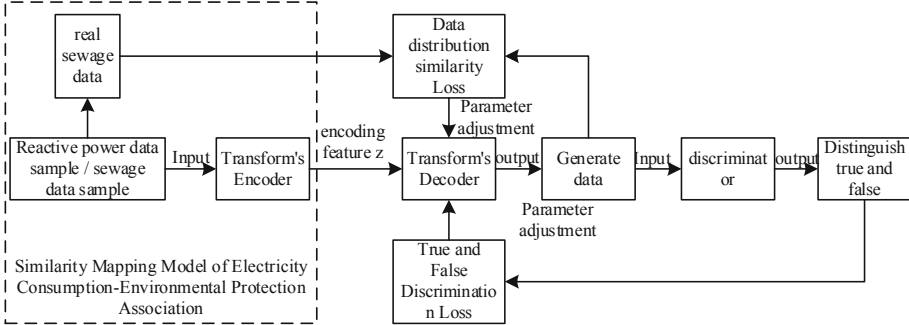 real
sewage
data
Data
distribution
similarity
Loss
Parameter
adjustment
Reactive power data
sample / sewage
data sample
Input
Transform's
Encoder
encoding
feature z
Transform's
Decoder
output
Generate
data
Input
discriminat
or
output
Distinguish
true and
false
Parameter
adjustment
True and
False
Discriminatio
n Loss
Similarity Mapping Model of Electricity
Consumption-Environmental Protection
Association